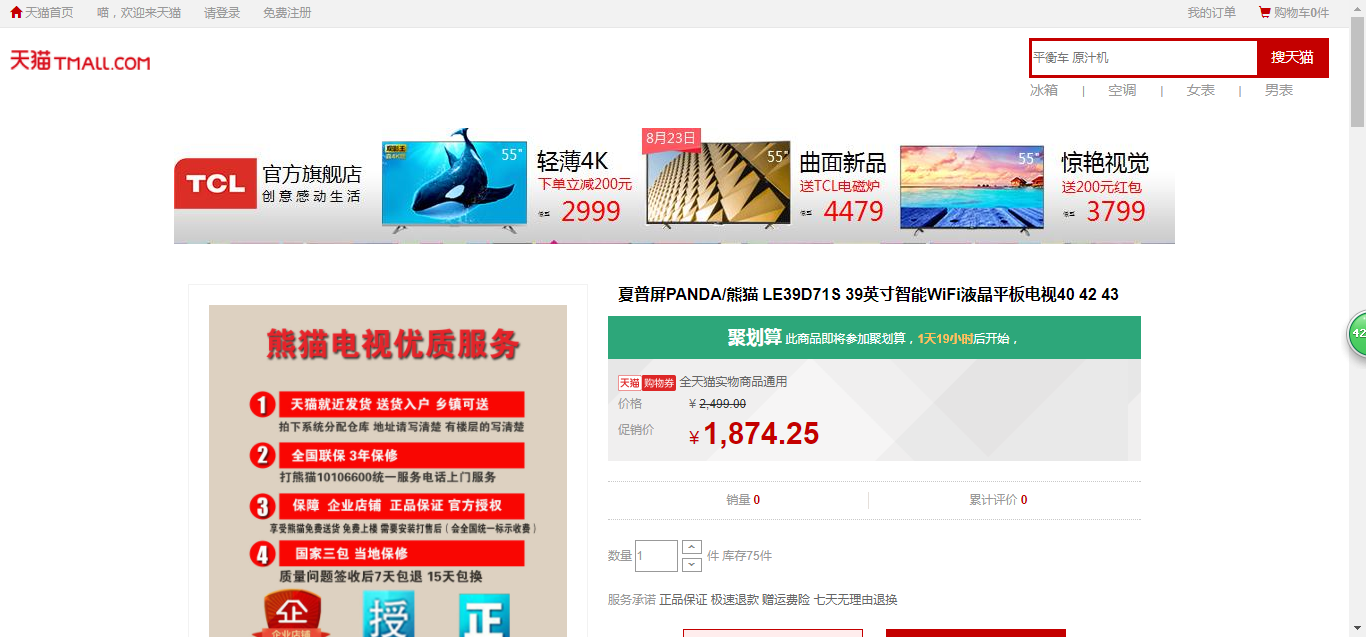 天猫首页 喵，欢迎来天猫 请登录 免费注册 我的订单 购物车0件
天猫 TMALL.COM
平衡车 原汁机 搜天猫
冰箱 | 空调 | 女表 | 男表
TCL
官方旗舰店
创意感动生活
55"
轻薄4K
下单立减200元
2999
8月23日
55"
曲面新品
送TCL电磁炉
4479
55"
惊艳视觉
送200元红包
3799
熊猫电视优质服务
1 天猫就近发货 送货入户 乡镇可送
拍下系统分配仓库 地址请写清楚 有楼层的写清楚
2 全国联保 3年保修
打熊猫10106600统一服务电话上门服务
3 保障 企业店铺 正品保证 官方授权
享受熊猫免费送货 免费上楼 需要安装打售后（会全国统一标示收费）
4 国家三包 当地保修
质量问题签收后7天包退 15天包换
企
企业店铺
授
正
夏普屏PANDA/熊猫 LE39D71S 39英寸智能WiFi液晶平板电视40 42 43
聚划算 此商品即将参加聚划算，1天19小时后开始，
天猫 购物券 全天猫实物商品通用
价格 ¥ 2,499.00
促销价 ¥ 1,874.25
销量 0 累计评价 0
数量 1 件 库存75件
服务承诺 正品保证 极速退款 赠运费险 七天无理由退换
42